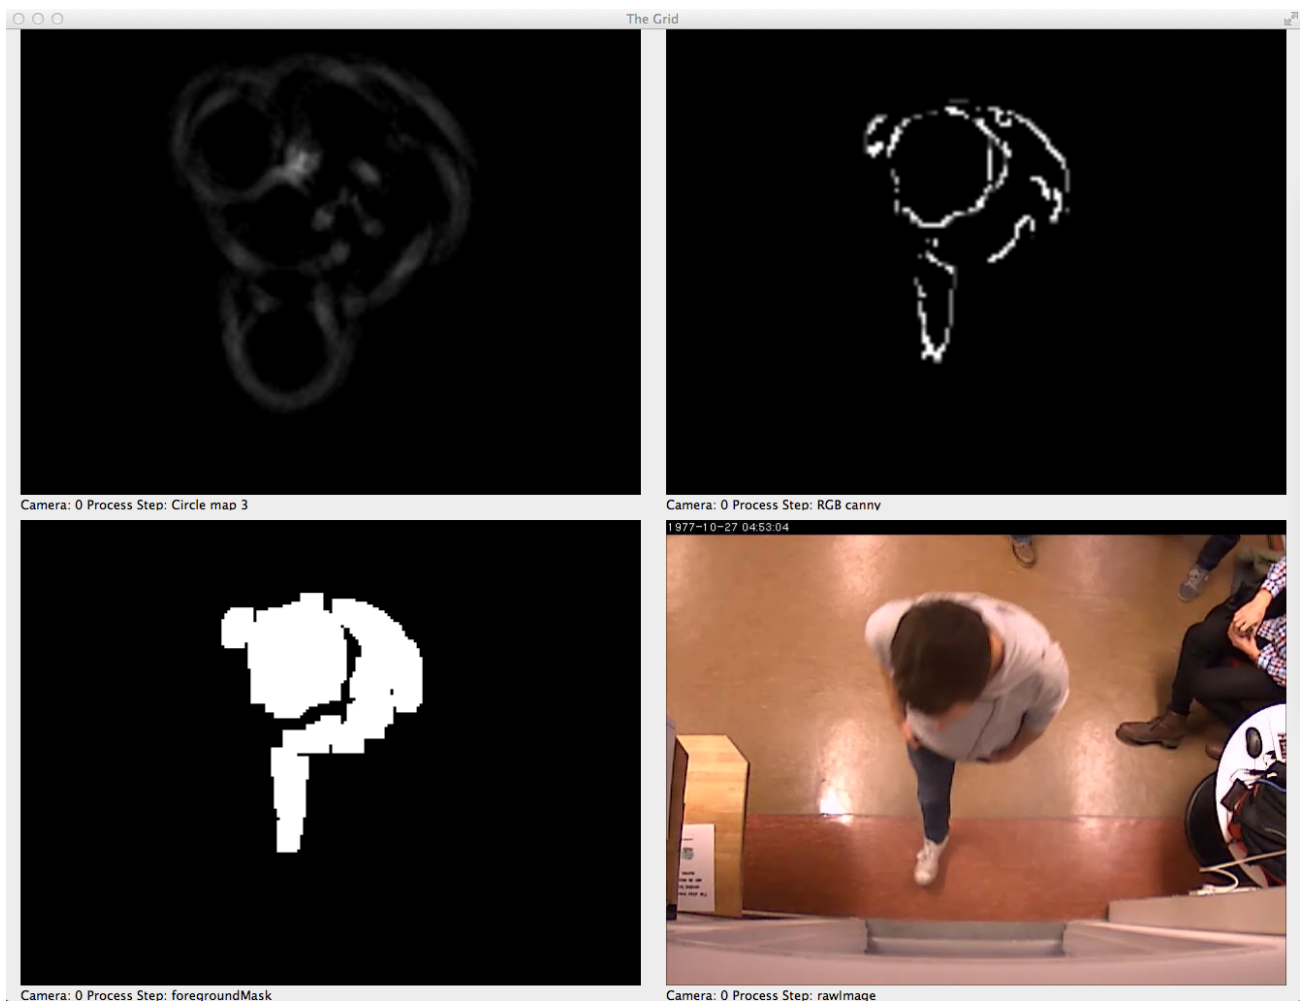 The Grid
Camera: 0 Process Step: Circle map 3
Camera: 0 Process Step: RGB canny
1977-10-27 04:53:04
Camera: 0 Process Step: foregroundMask
Camera: 0 Process Step: rawImage